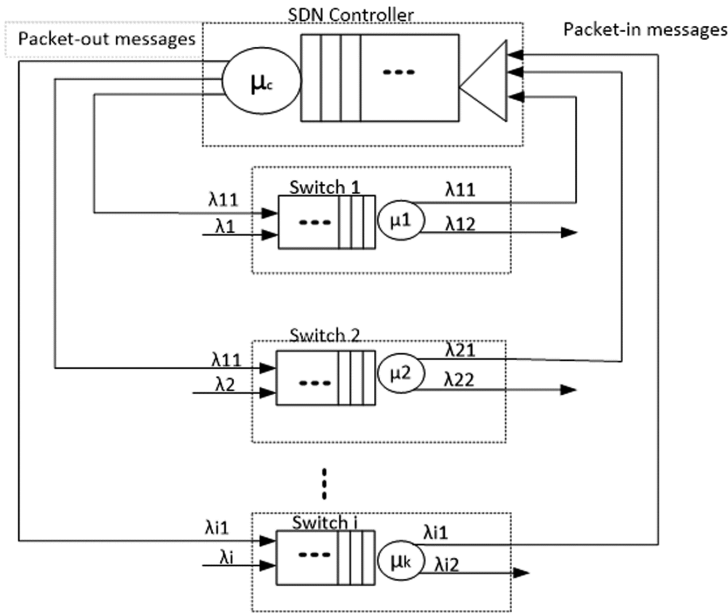 SDN Controller
Packet-out messages
Packet-in messages
μc
Switch 1
λ11
λ1
μ1
λ11
λ12
Switch 2
λ11
λ2
μ2
λ21
λ22
Switch i
λi1
λi
μk
λi1
λi2